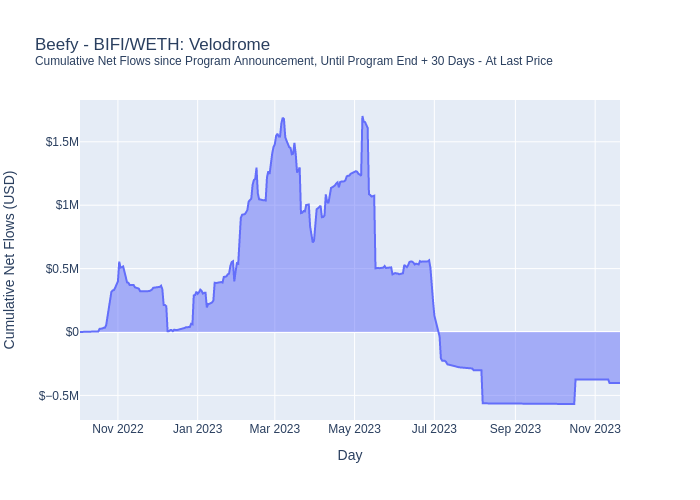 Beefy - BIFI/WETH: Velodrome
Cumulative Net Flows since Program Announcement, Until Program End + 30 Days - At Last Price
$1.5M
$1M
$0.5M
$0
$−0.5M
Cumulative Net Flows (USD)
Nov 2022 Jan 2023 Mar 2023 May 2023 Jul 2023 Sep 2023 Nov 2023
Day